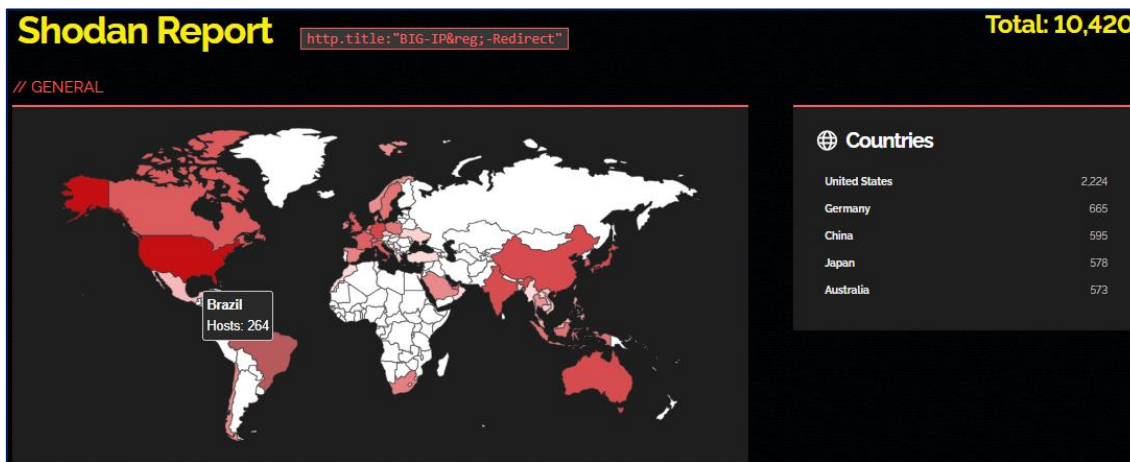 Shodan Report
http.title:"BIG-IP&reg;-Redirect"
Total: 10,420
// GENERAL
Countries
United States 2,224
Germany 665
China 595
Japan 578
Australia 573
Brazil
Hosts: 264